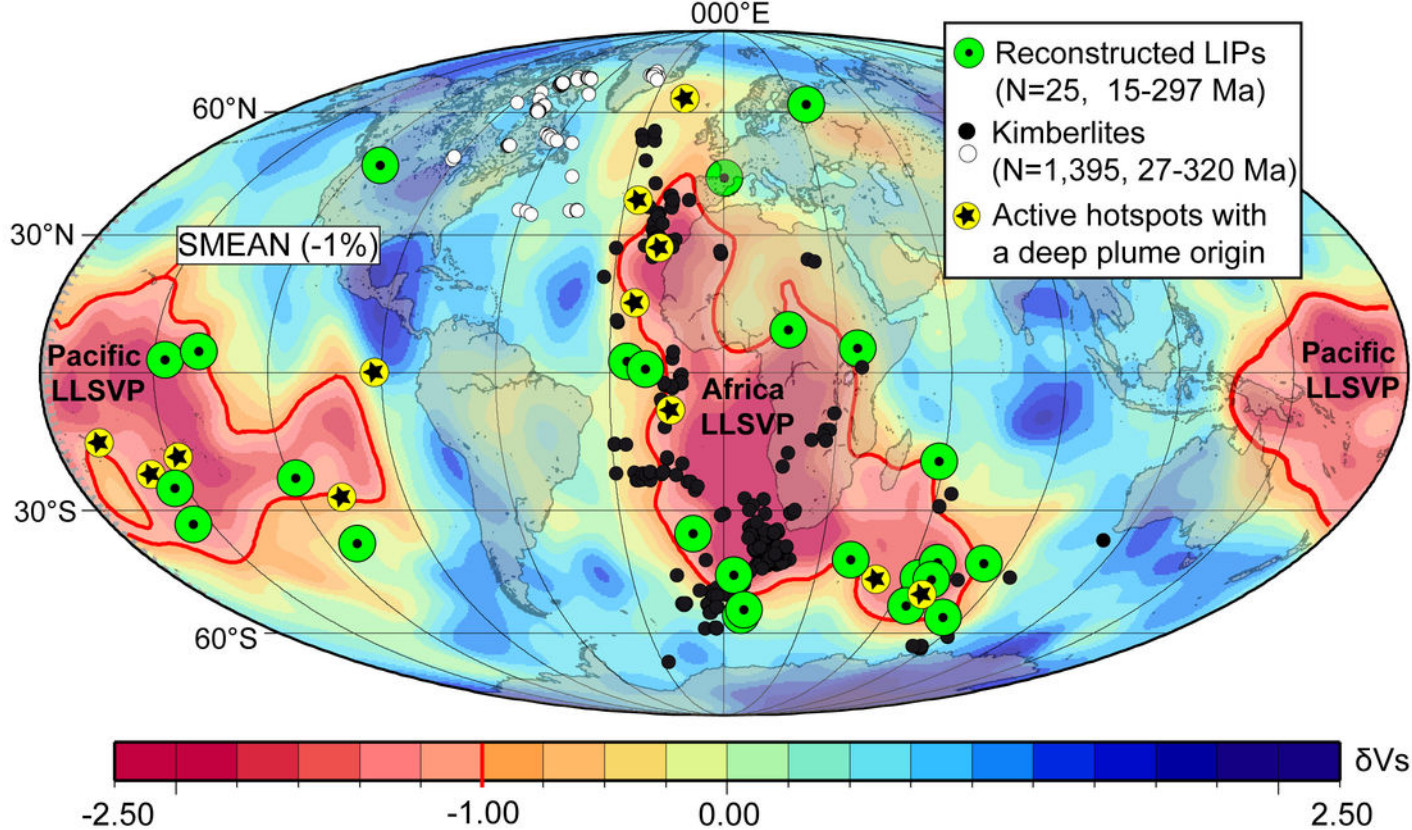 000°E
Reconstructed LIPs
(N=25, 15-297 Ma)
Kimberlites
(N=1,395, 27-320 Ma)
Active hotspots with
a deep plume origin
60°N
30°N
SMEAN (-1%)
Pacific
LLSVP
Africa
LLSVP
Pacific
LLSVP
30°S
60°S
δVs
-2.50
-1.00
0.00
2.50